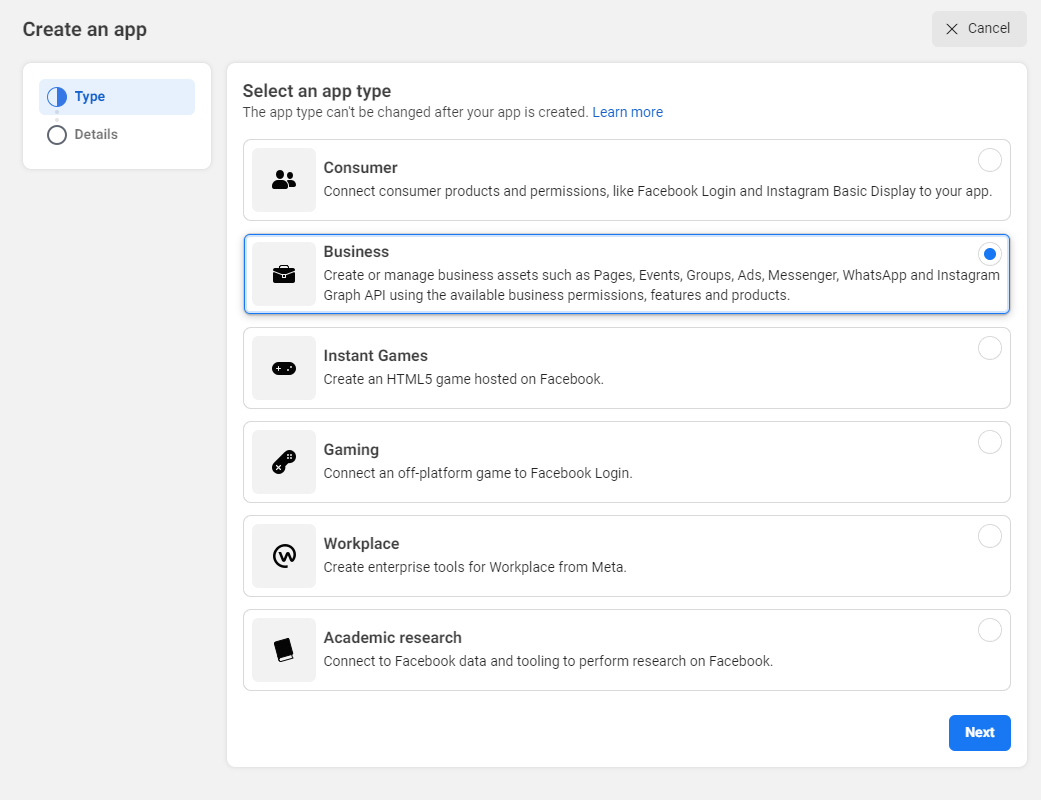 Create an app
Cancel
Type
Details
Select an app type
The app type can't be changed after your app is created. Learn more
Consumer
Connect consumer products and permissions, like Facebook Login and Instagram Basic Display to your app.
Business
Create or manage business assets such as Pages, Events, Groups, Ads, Messenger, WhatsApp and Instagram
Graph API using the available business permissions, features and products.
Instant Games
Create an HTML5 game hosted on Facebook.
Gaming
Connect an off-platform game to Facebook Login.
Workplace
Create enterprise tools for Workplace from Meta.
Academic research
Connect to Facebook data and tooling to perform research on Facebook.
Next